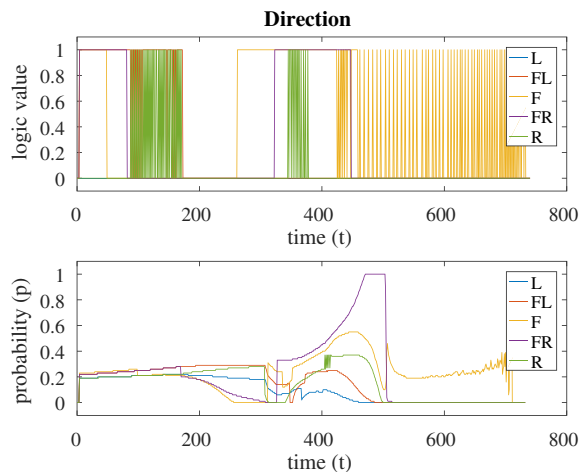 Direction
logic value
1
0.8
0.6
0.4
0.2
0
0 200 400 600 800
time (t)
L
FL
F
FR
R
probability (p)
1
0.8
0.6
0.4
0.2
0
0 200 400 600 800
time (t)
L
FL
F
FR
R